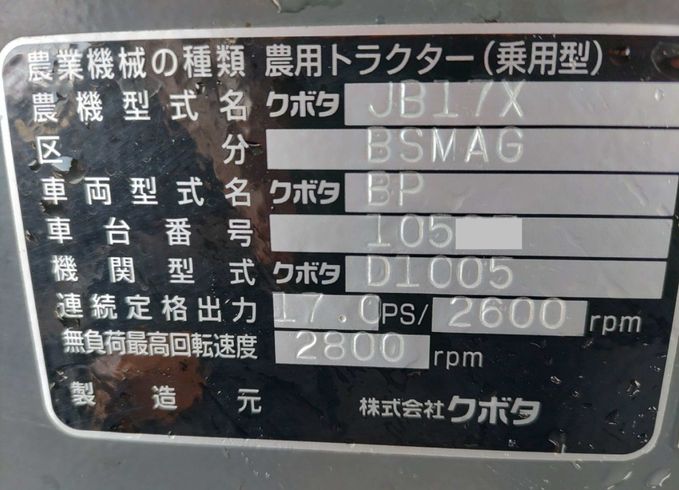 農業機械の種類 農用トラクター(乗用型)
農機型式名 クボタ JB17X
区分 BSMAG
車両型式名 クボタ BP
車台番号 105
機関型式 クボタ D1005
連続定格出力 17.0PS/2600rpm
無負荷最高回転速度 2800rpm
製造元 株式会社クボタ